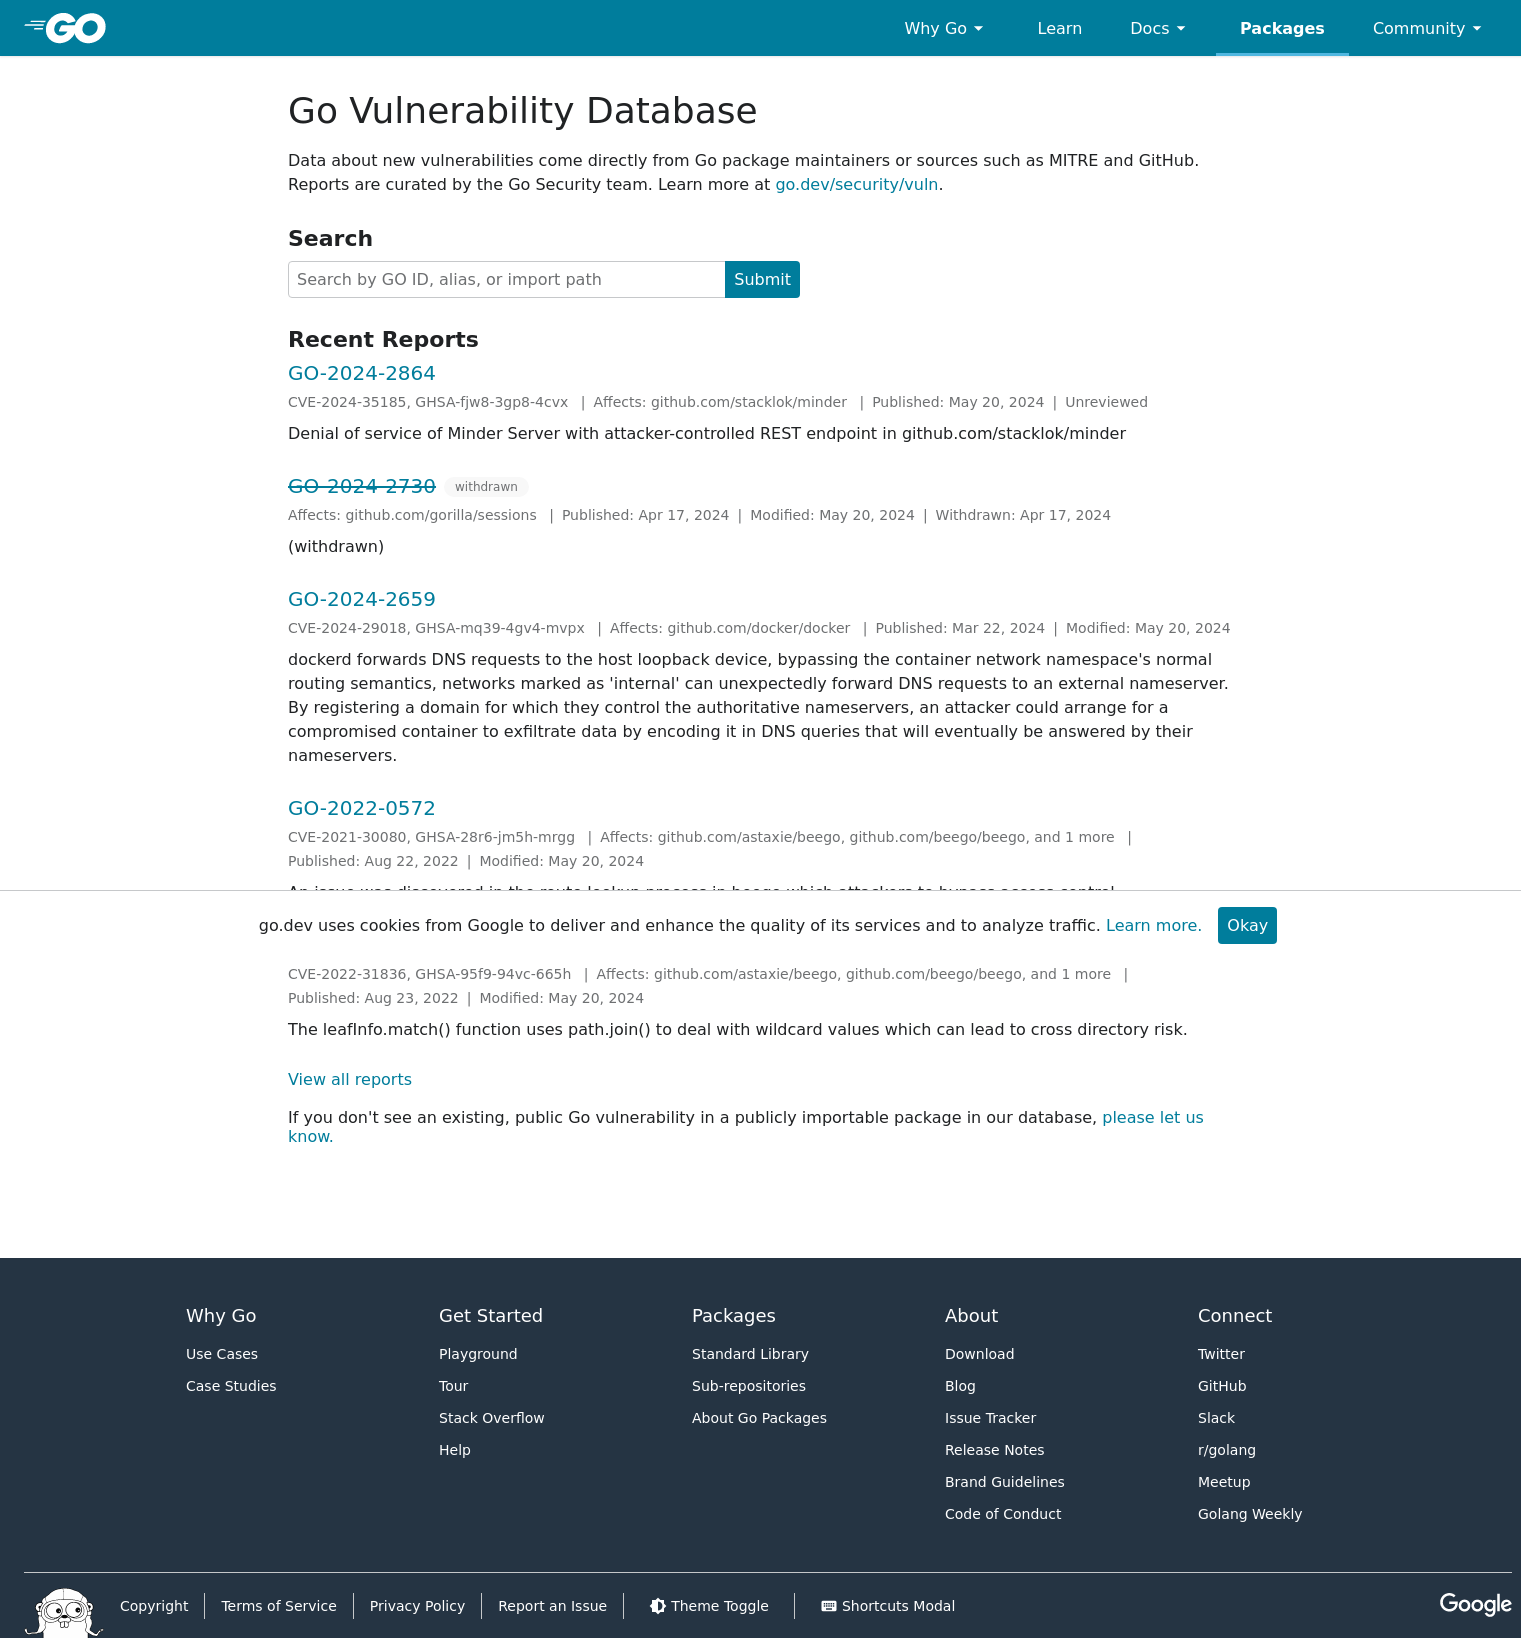 GO
Why Go
Learn
Docs
Packages
Community
Go Vulnerability Database
Data about new vulnerabilities come directly from Go package maintainers or sources such as MITRE and GitHub.
Reports are curated by the Go Security team. Learn more at go.dev/security/vuln.
Search
Search by GO ID, alias, or import path
Submit
Recent Reports
GO-2024-2864
CVE-2024-35185, GHSA-fjw8-3gp8-4cvx | Affects: github.com/stacklok/minder | Published: May 20, 2024 | Unreviewed
Denial of service of Minder Server with attacker-controlled REST endpoint in github.com/stacklok/minder
GO-2024-2730 withdrawn
Affects: github.com/gorilla/sessions | Published: Apr 17, 2024 | Modified: May 20, 2024 | Withdrawn: Apr 17, 2024
(withdrawn)
GO-2024-2659
CVE-2024-29018, GHSA-mq39-4gv4-mvpx | Affects: github.com/docker/docker | Published: Mar 22, 2024 | Modified: May 20, 2024
dockerd forwards DNS requests to the host loopback device, bypassing the container network namespace's normal
routing semantics, networks marked as 'internal' can unexpectedly forward DNS requests to an external nameserver.
By registering a domain for which they control the authoritative nameservers, an attacker could arrange for a
compromised container to exfiltrate data by encoding it in DNS queries that will eventually be answered by their
nameservers.
GO-2022-0572
CVE-2021-30080, GHSA-28r6-jm5h-mrgg | Affects: github.com/astaxie/beego, github.com/beego/beego, and 1 more |
Published: Aug 22, 2022 | Modified: May 20, 2024
An issue was discovered in the route lookup process in beego which attackers to bypass access control.
go.dev uses cookies from Google to deliver and enhance the quality of its services and to analyze traffic. Learn more. Okay
CVE-2022-31836, GHSA-95f9-94vc-665h | Affects: github.com/astaxie/beego, github.com/beego/beego, and 1 more |
Published: Aug 23, 2022 | Modified: May 20, 2024
The leafInfo.match() function uses path.join() to deal with wildcard values which can lead to cross directory risk.
View all reports
If you don't see an existing, public Go vulnerability in a publicly importable package in our database, please let us
know.
Why Go
Use Cases
Case Studies
Get Started
Playground
Tour
Stack Overflow
Help
Packages
Standard Library
Sub-repositories
About Go Packages
About
Download
Blog
Issue Tracker
Release Notes
Brand Guidelines
Code of Conduct
Connect
Twitter
GitHub
Slack
r/golang
Meetup
Golang Weekly
Copyright
Terms of Service
Privacy Policy
Report an Issue
Theme Toggle
Shortcuts Modal
Google